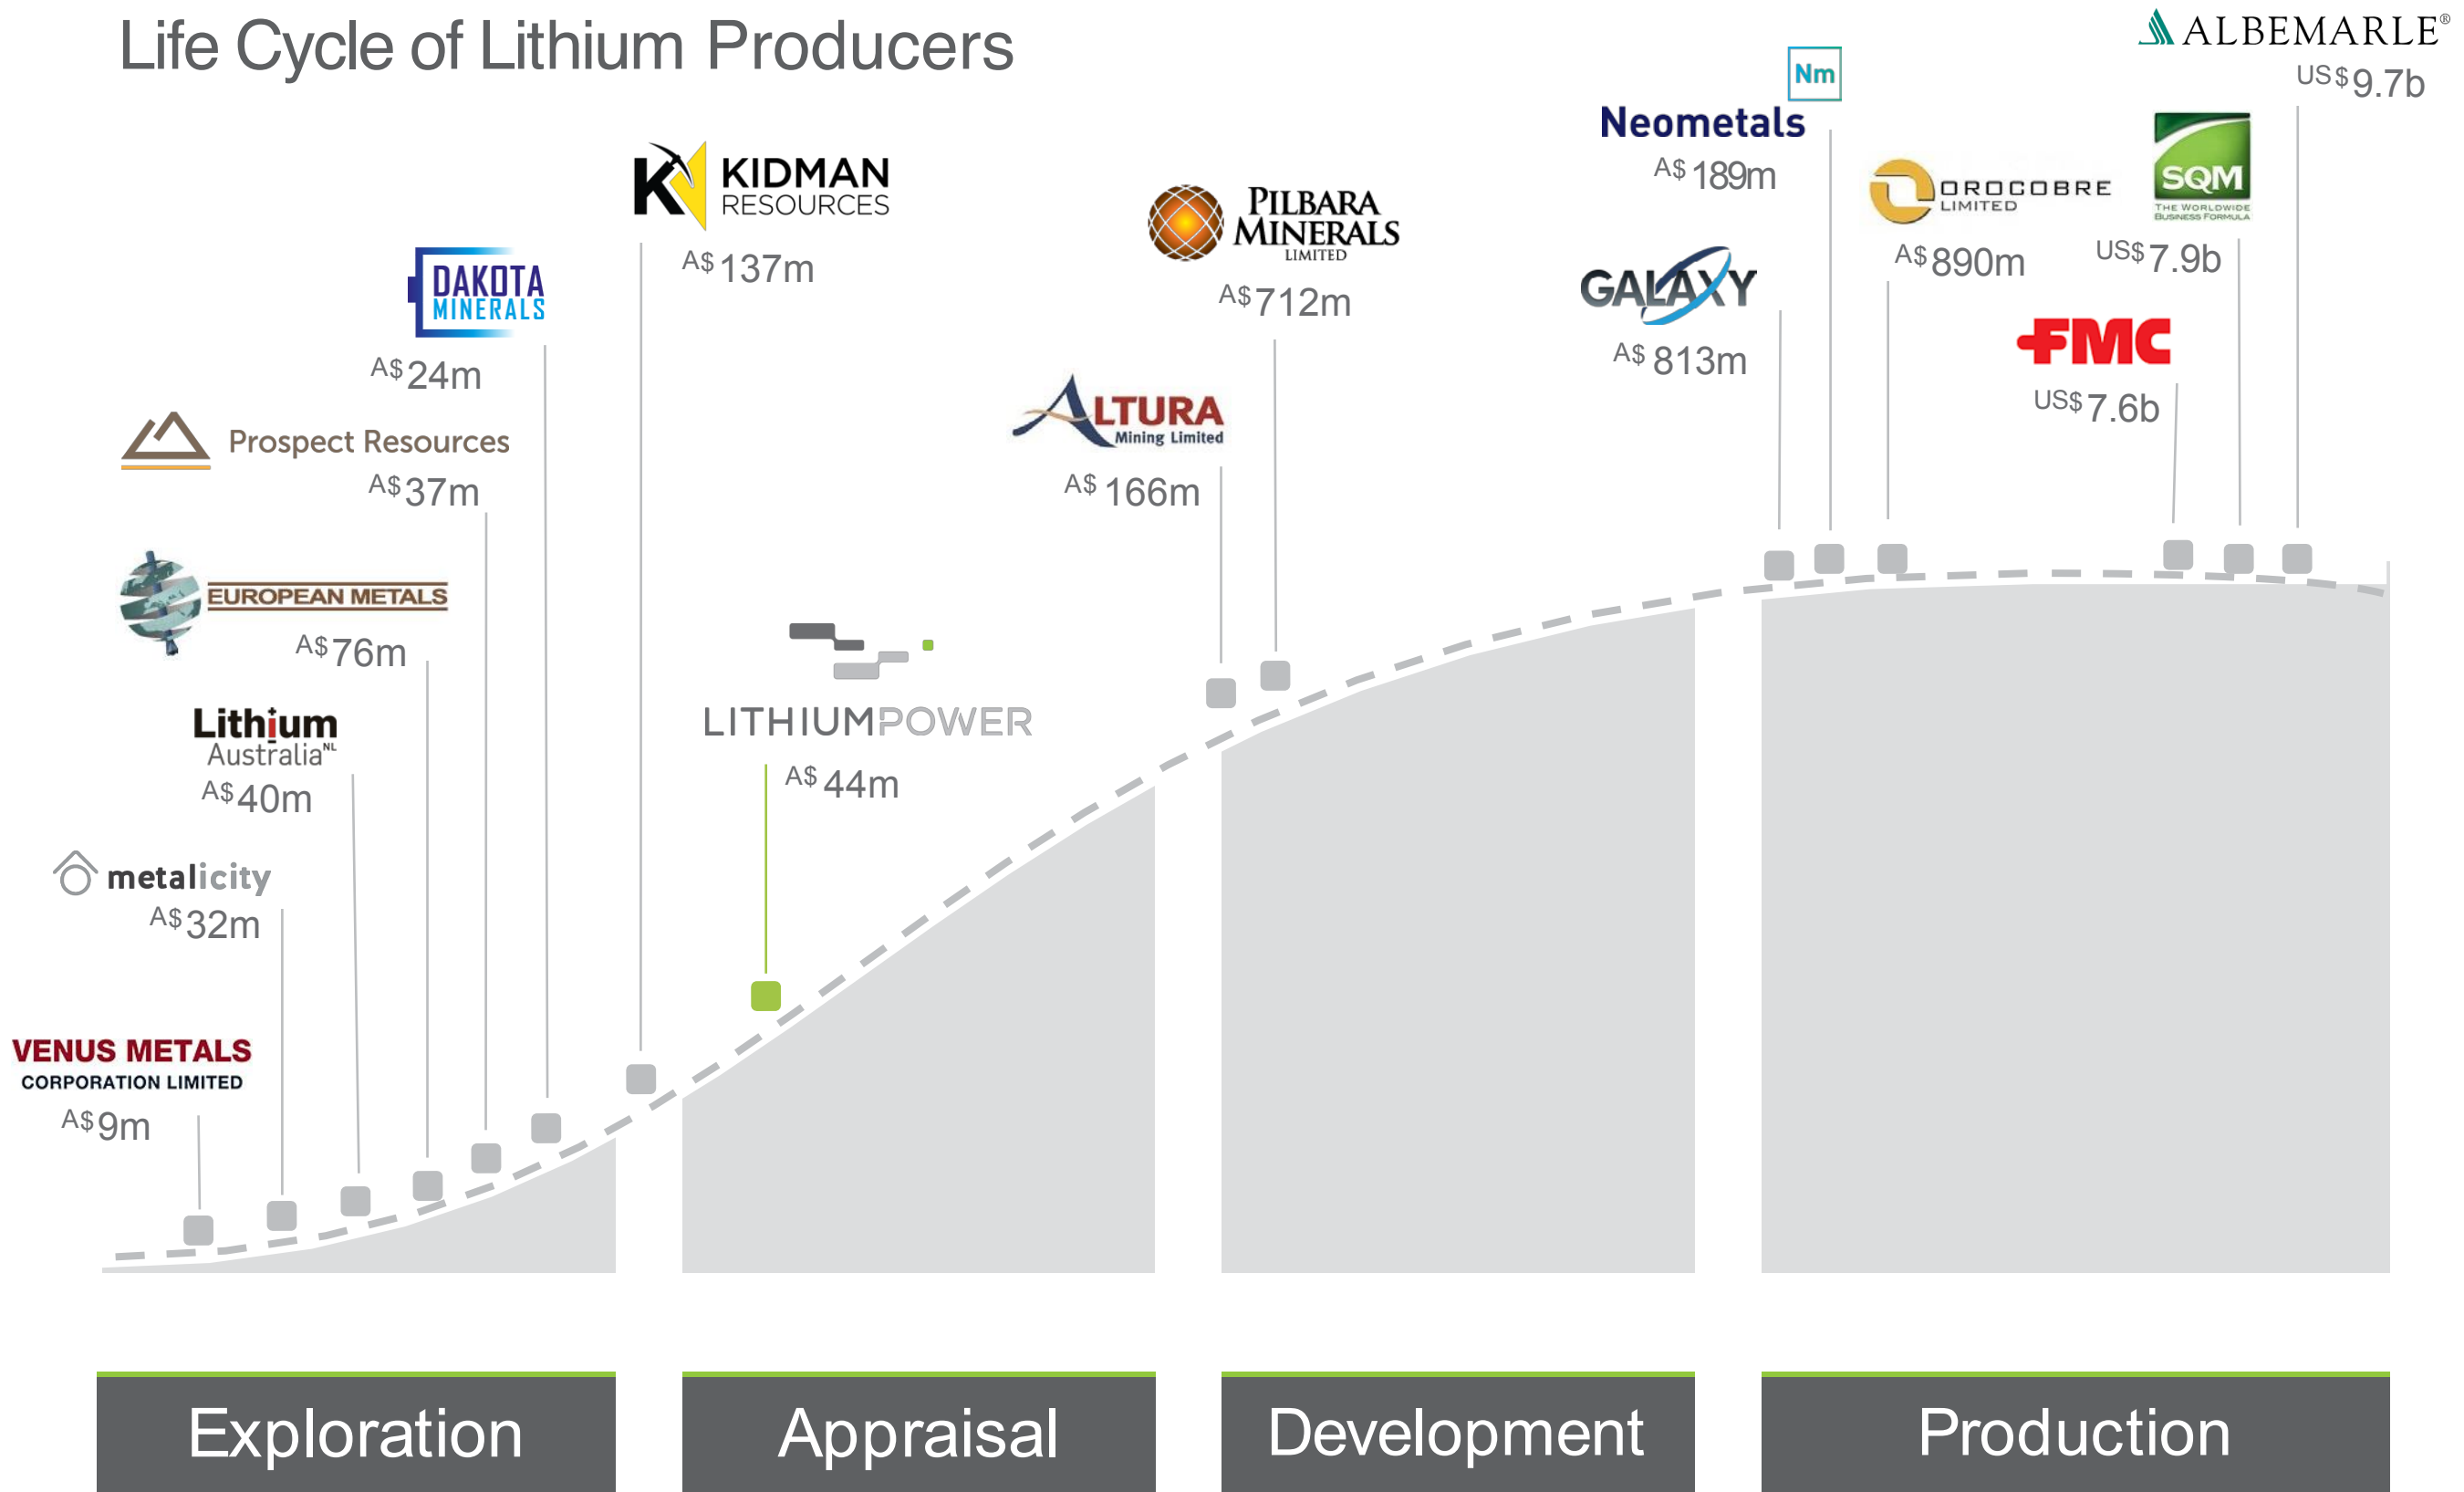 Life Cycle of Lithium Producers
ALBEMARLE®
US$9.7b
Nm
Neometals
A$189m
SQM
THE WORLDWIDE
BUSINESS FORMULA
US$7.9b
OROCOBRE
LIMITED
A$890m
KIDMAN
RESOURCES
A$137m
PILBARA
MINERALS
LIMITED
A$712m
GALAXY
A$813m
FMC
US$7.6b
DAKOTA
MINERALS
A$24m
ALTURA
Mining Limited
A$166m
Prospect Resources
A$37m
EUROPEAN METALS
A$76m
LITHIUMPOWER
A$44m
Lithium
Australia NL
A$40m
metalicity
A$32m
VENUS METALS
CORPORATION LIMITED
A$9m
Exploration
Appraisal
Development
Production